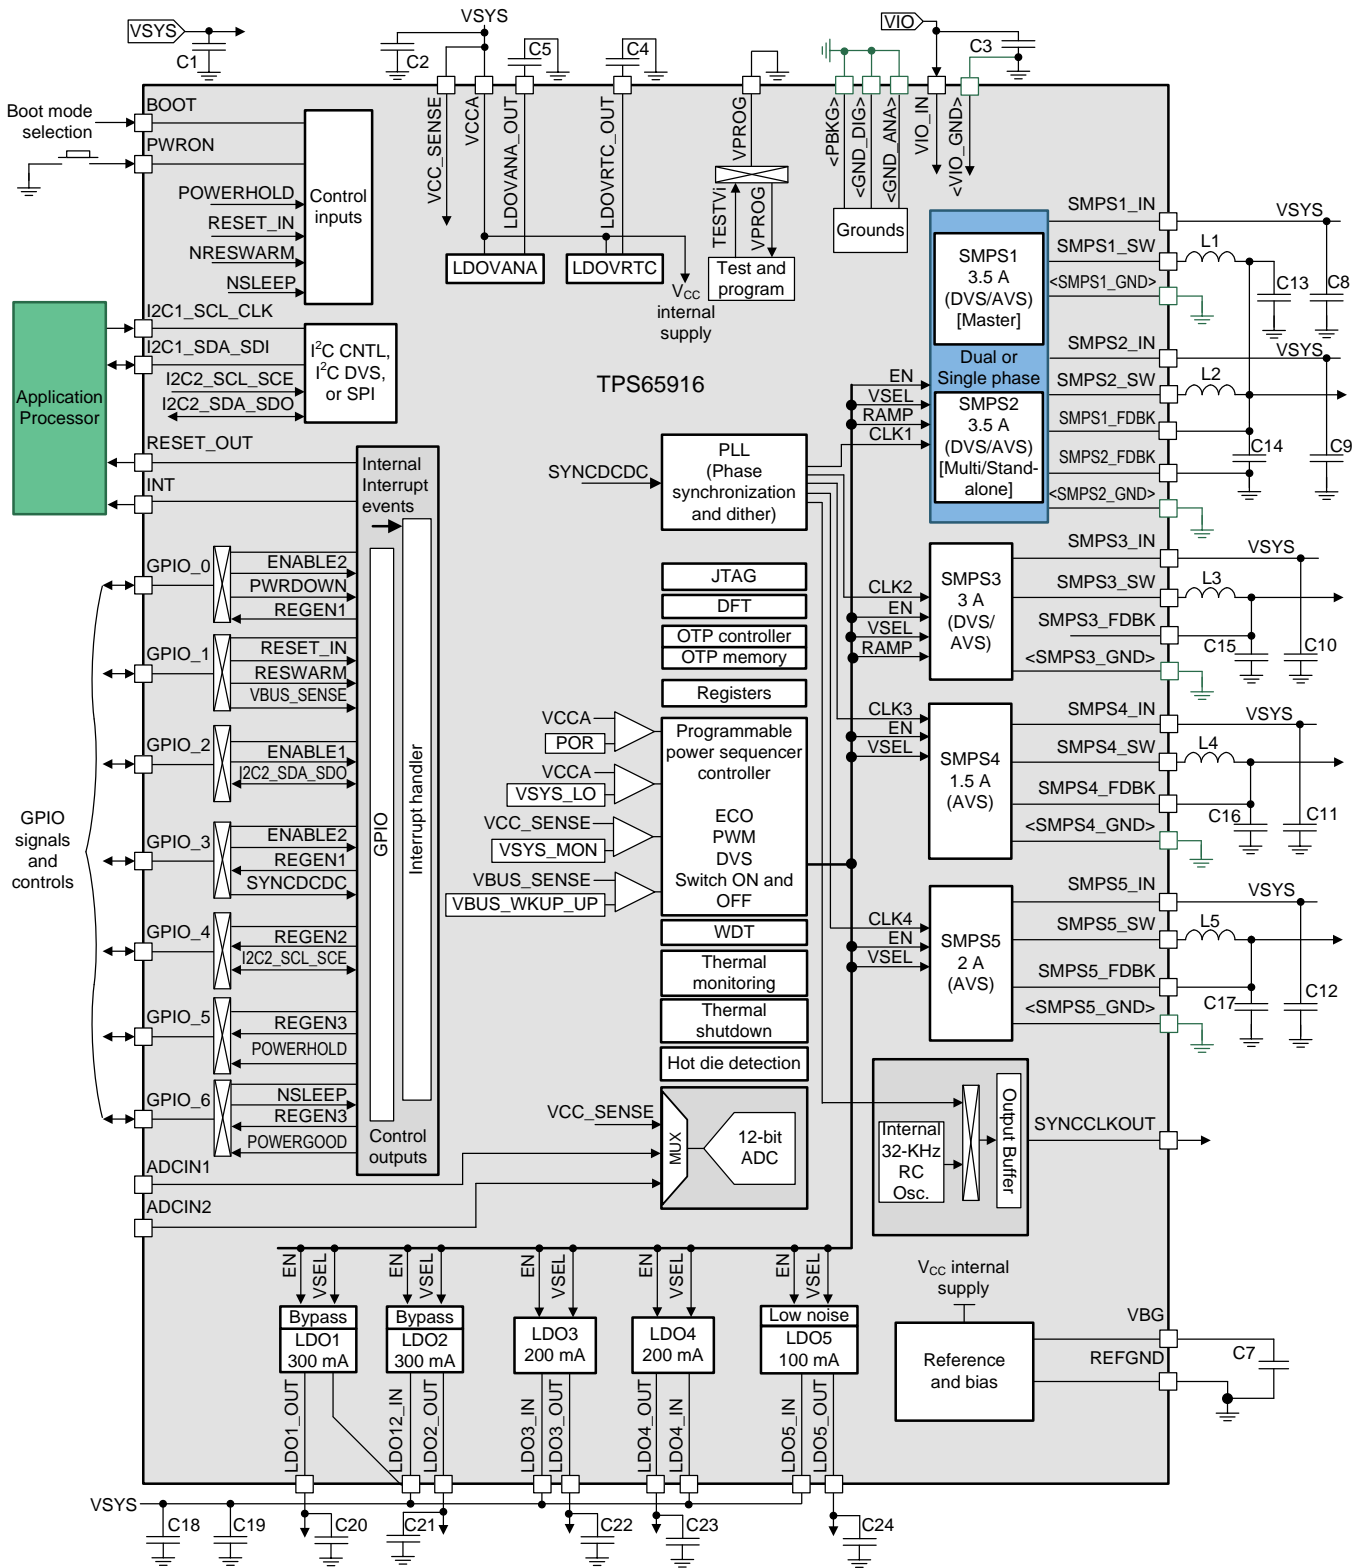 VSYS
C1
VSYS
C2
C5
C4
VIO
C3
Boot mode
selection
BOOT
PWRON
POWERHOLD
RESET_IN
NRESWARM
NSLEEP
Control
inputs
VCC_SENSE
VCCA
LDOVANA_OUT
LDOVRTC_OUT
VPROG
TESTVi
VPROG
<PBKG>
<GND_DIG>
<GND_ANA>
VIO_IN
<VIO_GND>
LDOVANA
LDOVRTC
VCC
internal
supply
Test and
program
Grounds
Application
Processor
I2C1_SCL_CLK
I2C1_SDA_SDI
I2C2_SCL_SCE
I2C2_SDA_SDO
I2C CNTL,
I2C DVS,
or SPI
RESET_OUT
INT
TPS65916
SMPS1
3.5 A
(DVS/AVS)
[Master]
Dual or
Single phase
SMPS2
3.5 A
(DVS/AVS)
[Multi/Stand-
alone]
EN
VSEL
RAMP
CLK1
SMPS1_IN
VSYS
SMPS1_SW
L1
<SMPS1_GND>
C13
C8
SMPS2_IN
VSYS
SMPS2_SW
L2
SMPS1_FDBK
SMPS2_FDBK
C14
C9
<SMPS2_GND>
SYNCDCDC
PLL
(Phase
synchronization
and dither)
Internal
Interrupt
events
GPIO
Interrupt handler
Control
outputs
GPIO
signals
and
controls
GPIO_0
ENABLE2
PWRDOWN
REGEN1
GPIO_1
RESET_IN
RESWARM
VBUS_SENSE
GPIO_2
ENABLE1
I2C2_SDA_SDO
GPIO_3
ENABLE2
REGEN1
SYNCDCDC
GPIO_4
REGEN2
I2C2_SCL_SCE
GPIO_5
REGEN3
POWERHOLD
GPIO_6
NSLEEP
REGEN3
POWERGOOD
ADCIN1
ADCIN2
JTAG
DFT
OTP controller
OTP memory
Registers
VCCA
POR
VCCA
VSYS_LO
VCC_SENSE
VSYS_MON
VBUS_SENSE
VBUS_WKUP_UP
Programmable
power sequencer
controller
ECO
PWM
DVS
Switch ON and
OFF
WDT
Thermal
monitoring
Thermal
shutdown
Hot die detection
VCC_SENSE
MUX
12-bit
ADC
CLK2
EN
VSEL
RAMP
SMPS3
3 A
(DVS/
AVS)
SMPS3_IN
VSYS
SMPS3_SW
L3
SMPS3_FDBK
C15
C10
<SMPS3_GND>
CLK3
EN
VSEL
SMPS4
1.5 A
(AVS)
SMPS4_IN
VSYS
SMPS4_SW
L4
SMPS4_FDBK
C16
C11
<SMPS4_GND>
CLK4
EN
VSEL
SMPS5
2 A
(AVS)
SMPS5_IN
VSYS
SMPS5_SW
L5
SMPS5_FDBK
C17
C12
<SMPS5_GND>
Internal
32-KHz
RC
Osc.
Output Buffer
SYNCCLKOUT
VCC internal
supply
Reference
and bias
VBG
REFGND
C7
EN
VSEL
EN
VSEL
EN
VSEL
EN
VSEL
EN
VSEL
Bypass
LDO1
300 mA
Bypass
LDO2
300 mA
LDO3
200 mA
LDO4
200 mA
Low noise
LDO5
100 mA
LDO1_OUT
LDO12_IN
LDO2_OUT
LDO3_IN
LDO3_OUT
LDO4_OUT
LDO4_IN
LDO5_IN
LDO5_OUT
VSYS
C18
C19
C20
C21
C22
C23
C24